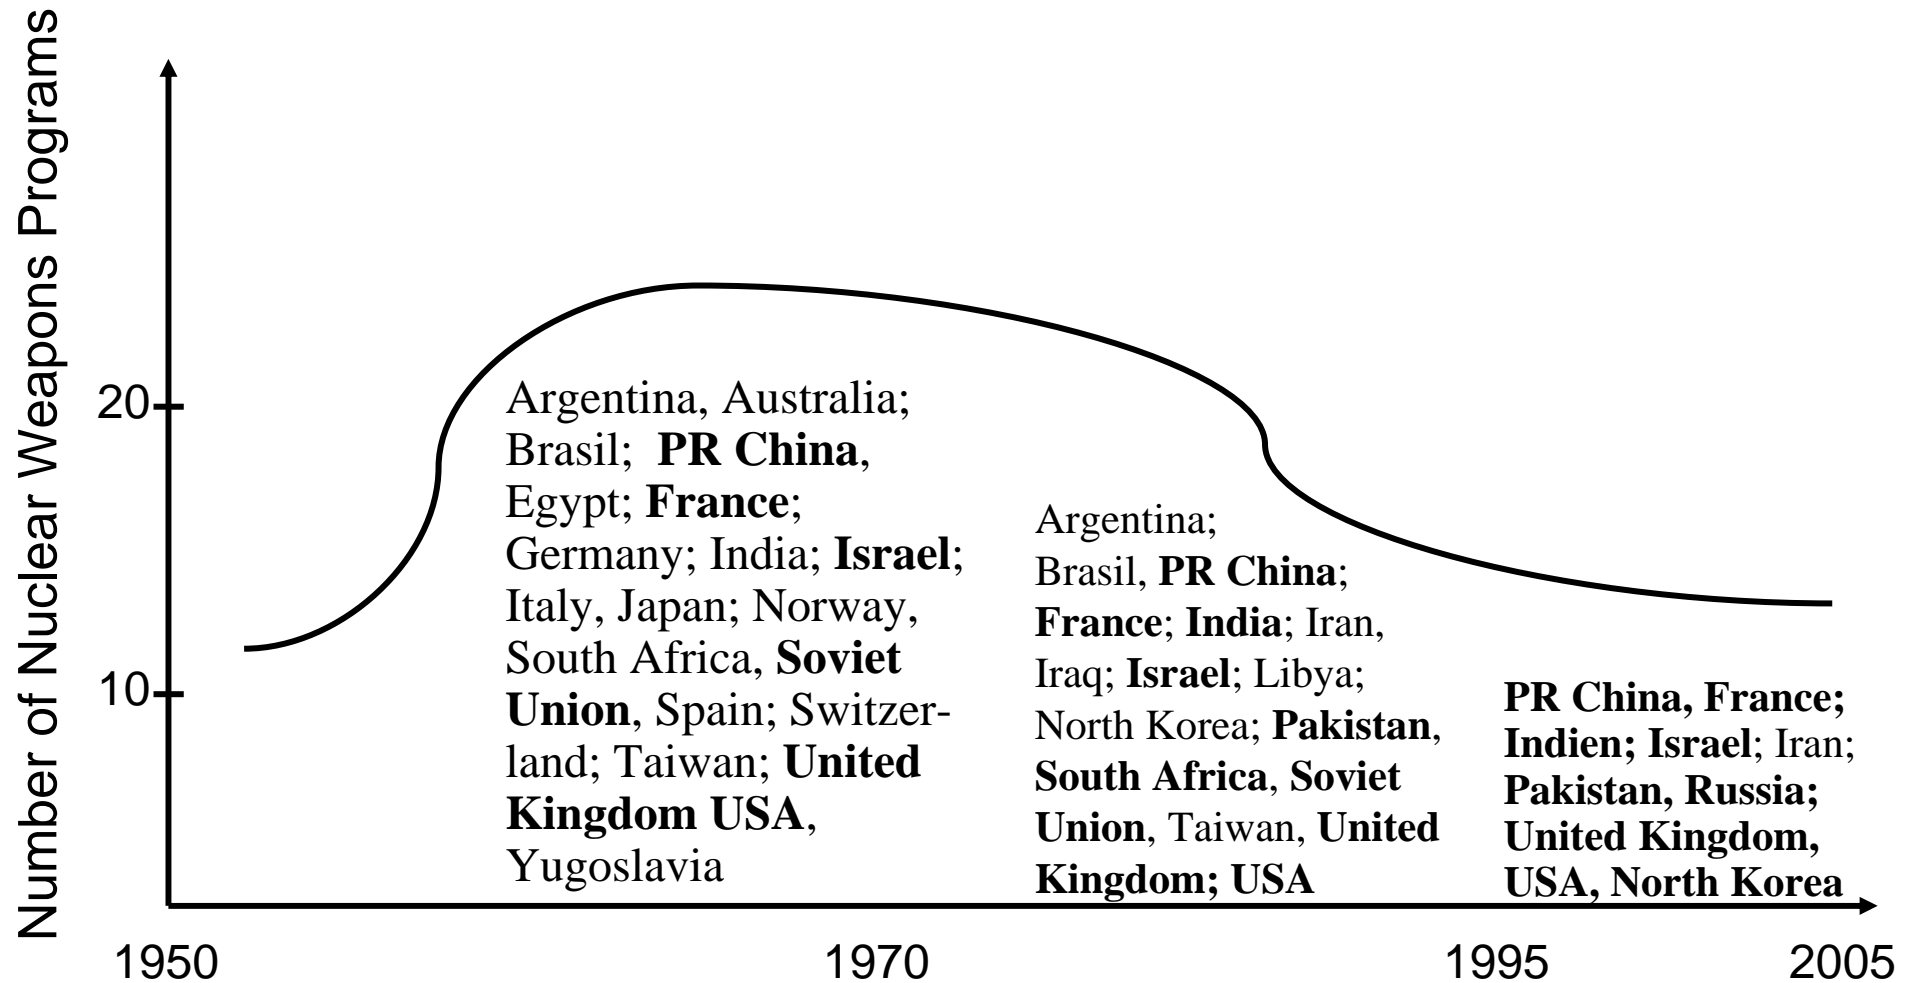 Number of Nuclear Weapons Programs
20
10
Argentina, Australia;
Brasil; PR China,
Egypt; France;
Germany; India; Israel;
Italy, Japan; Norway,
South Africa, Soviet
Union, Spain; Switzer-
land; Taiwan; United
Kingdom USA,
Yugoslavia
Argentina;
Brasil, PR China;
France; India; Iran,
Iraq; Israel; Libya;
North Korea; Pakistan,
South Africa, Soviet
Union, Taiwan, United
Kingdom; USA
PR China, France;
Indien; Israel; Iran;
Pakistan, Russia;
United Kingdom,
USA, North Korea
1950
1970
1995
2005